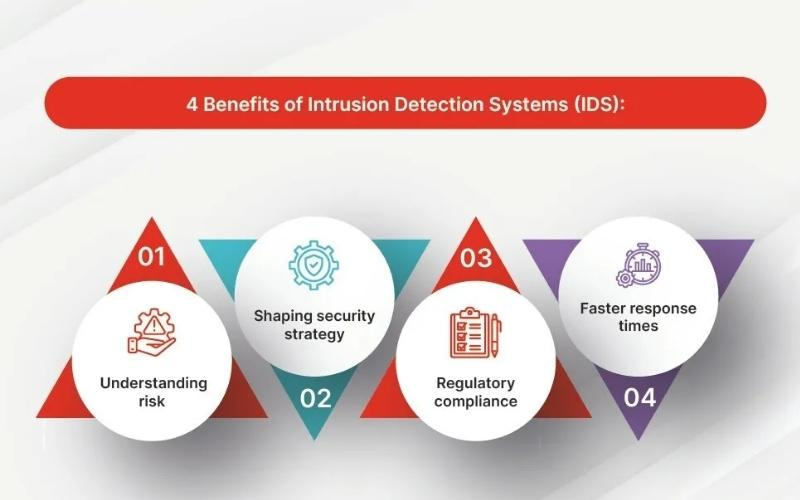 4 Benefits of Intrusion Detection Systems (IDS):
01
Understanding
risk
Shaping security
strategy
02
03
Regulatory
compliance
Faster response
times
04